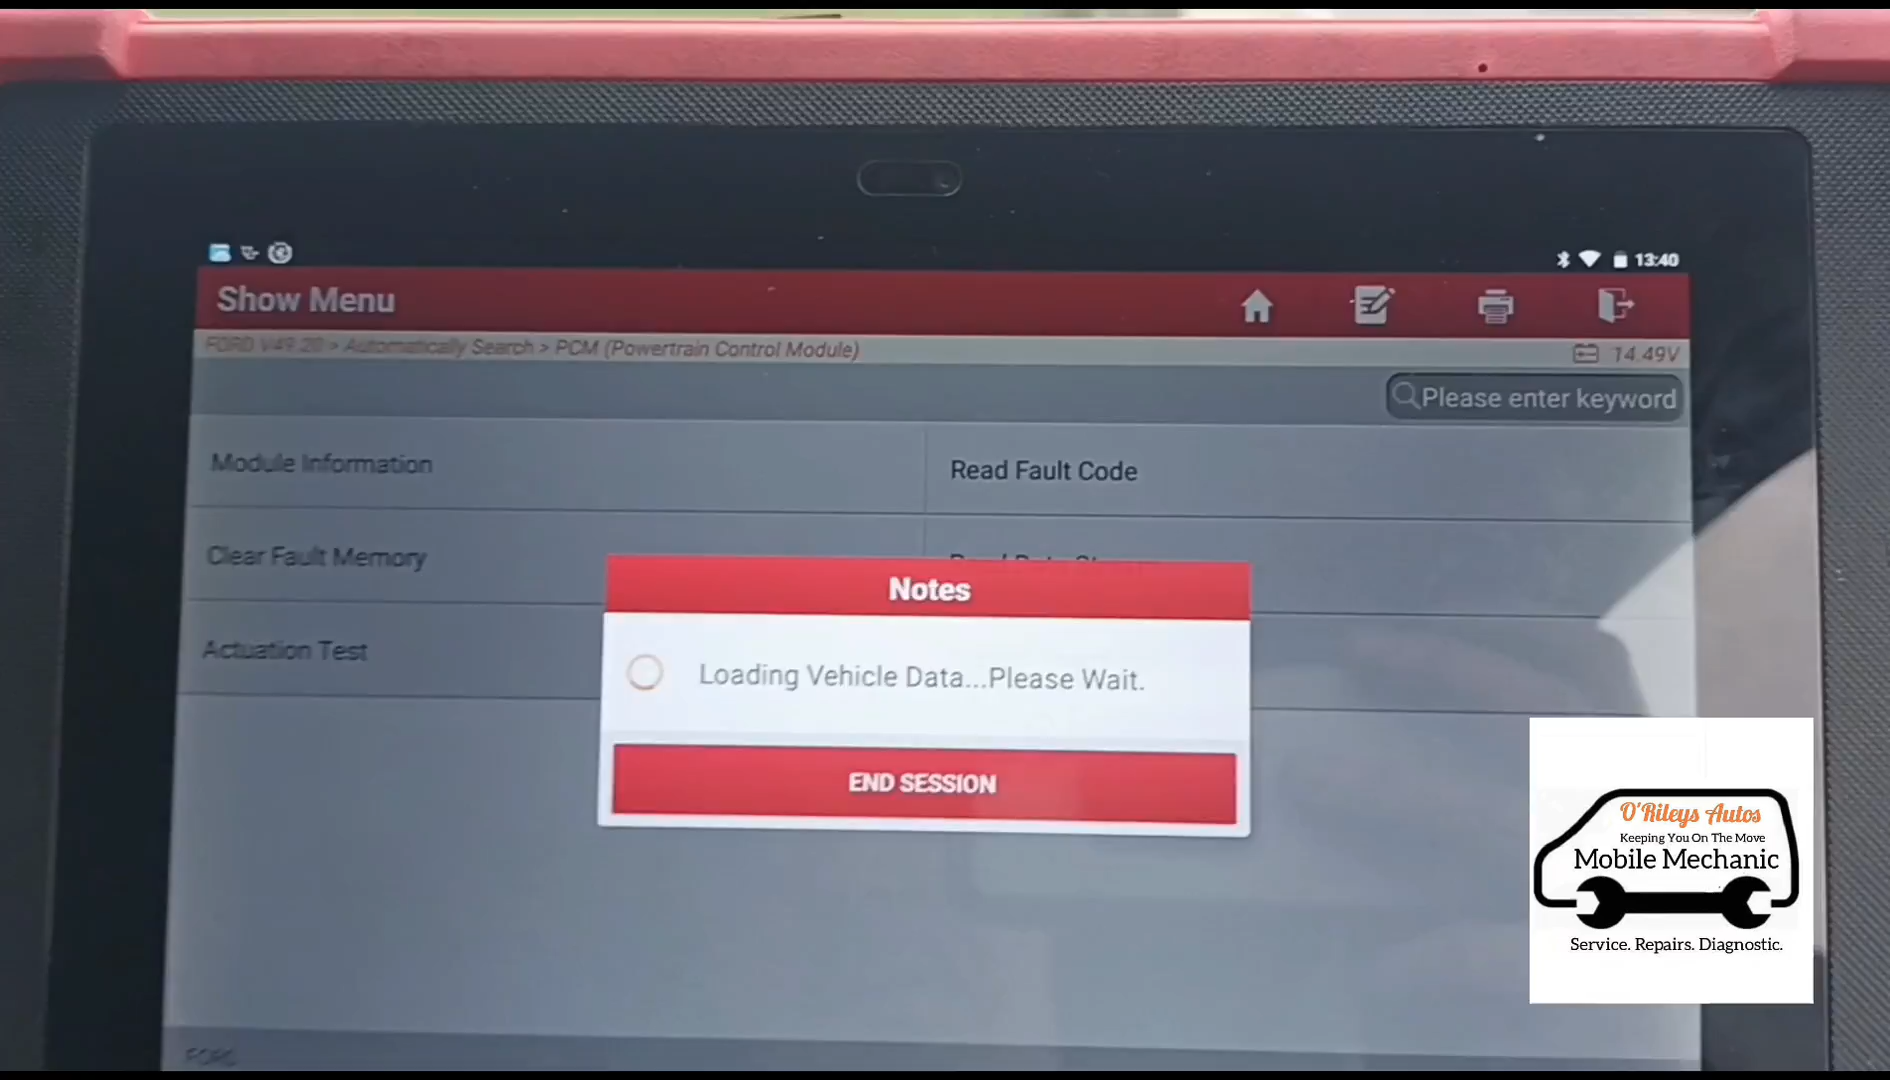 13:40
Show Menu
FORD V49.20 > Automatically Search > PCM (Powertrain Control Module)
14.49V
Please enter keyword
Module Information
Read Fault Code
Clear Fault Memory
Actuation Test
Notes
Loading Vehicle Data...Please Wait.
END SESSION
FORD
O'Rileys Autos
Keeping You On The Move
Mobile Mechanic
Service. Repairs. Diagnostic.